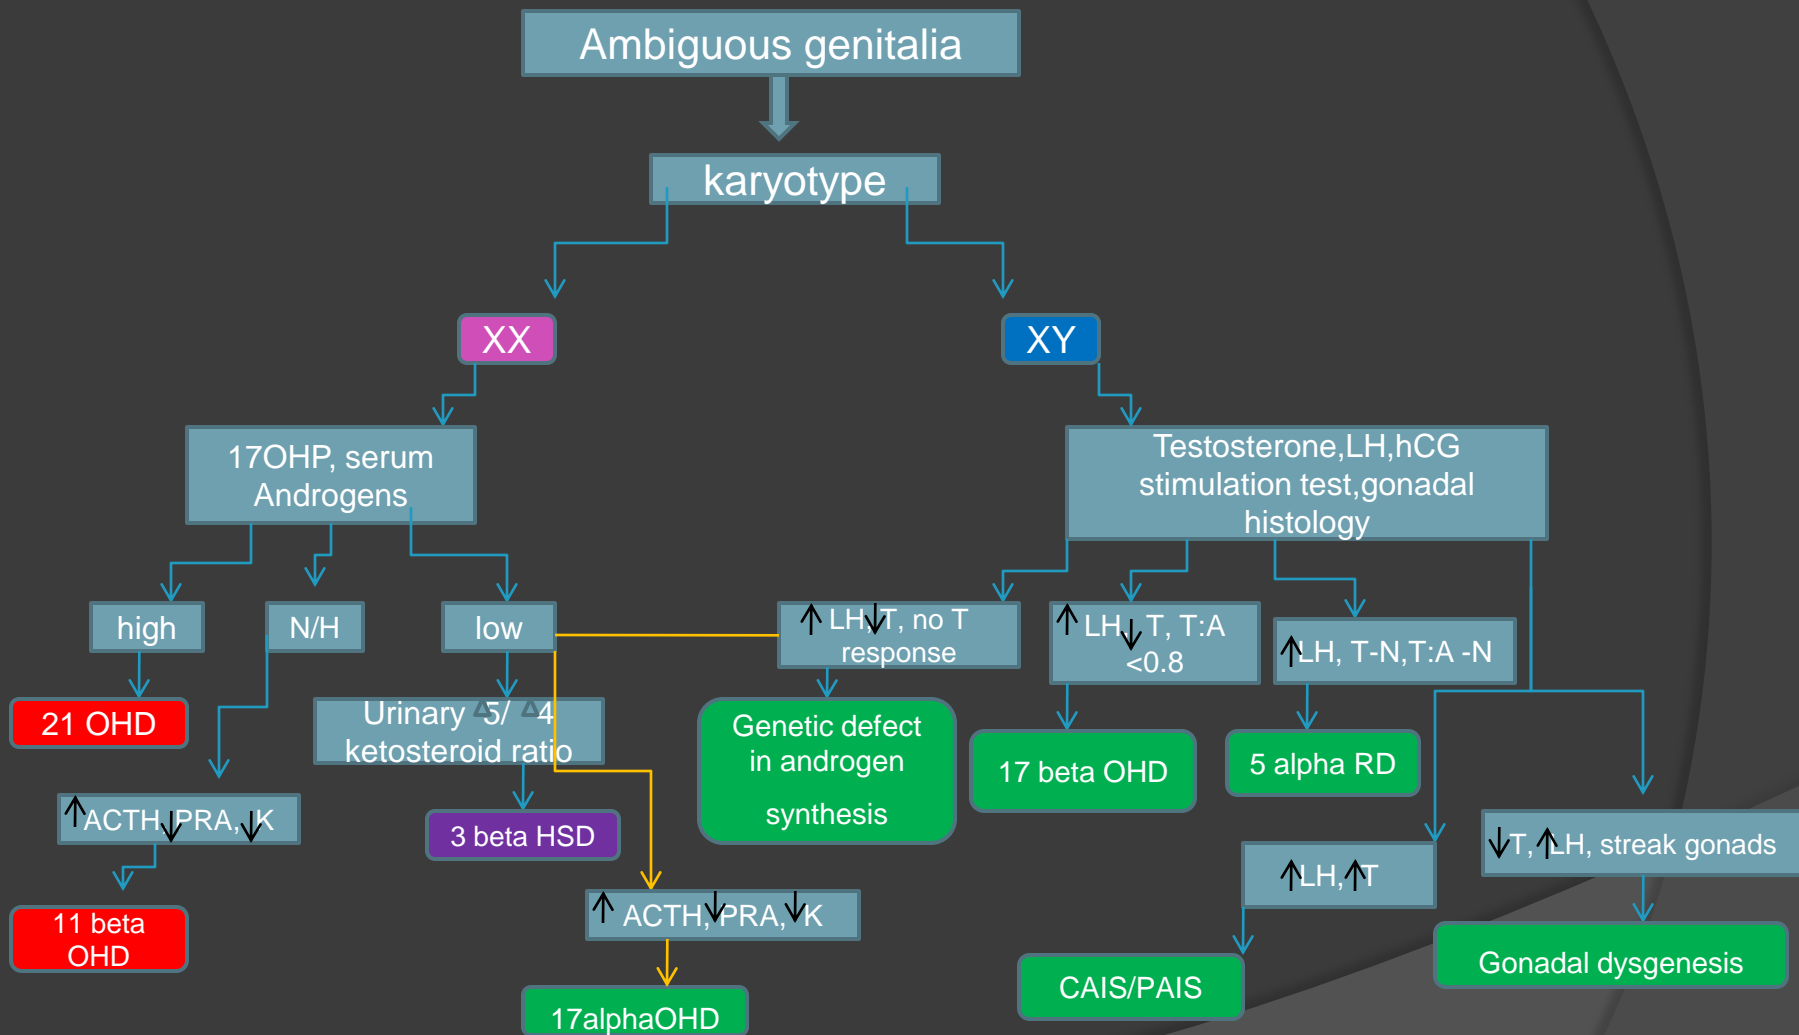 Ambiguous genitalia
karyotype
XX
XY
17OHP, serum
Androgens
Testosterone,LH,hCG
stimulation test,gonadal
histology
high
N/H
low
↑ LH,↓T, no T
response
↑ LH, ↓ T, T:A
<0.8
↑LH, T-N,T:A -N
21 OHD
Urinary Δ5/ Δ4
ketosteroid ratio
Genetic defect
in androgen
synthesis
17 beta OHD
5 alpha RD
↑ACTH,↓PRA,↓K
3 beta HSD
↓T,↑LH, streak gonads
↑LH,↑T
↑ ACTH,↓PRA,↓K
11 beta
OHD
Gonadal dysgenesis
CAIS/PAIS
17alphaOHD